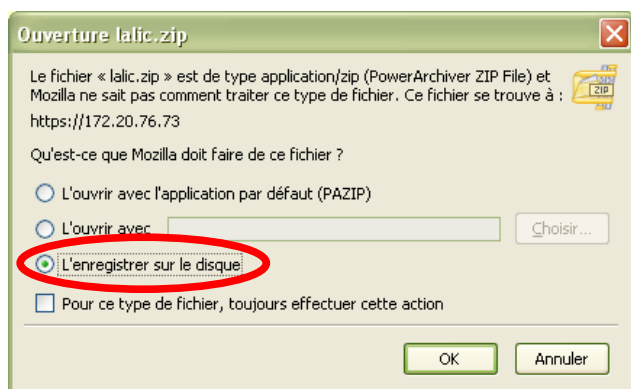 Ouverture lalic.zip
Le fichier « lalic.zip » est de type application/zip (PowerArchiver ZIP File) et
Mozilla ne sait pas comment traiter ce type de fichier. Ce fichier se trouve à :
https://172.20.76.73
ZIP
Qu'est-ce que Mozilla doit faire de ce fichier ?
L'ouvrir avec l'application par défaut (PAZIP)
L'ouvrir avec Choisir...
L'enregistrer sur le disque
Pour ce type de fichier, toujours effectuer cette action
OK Annuler